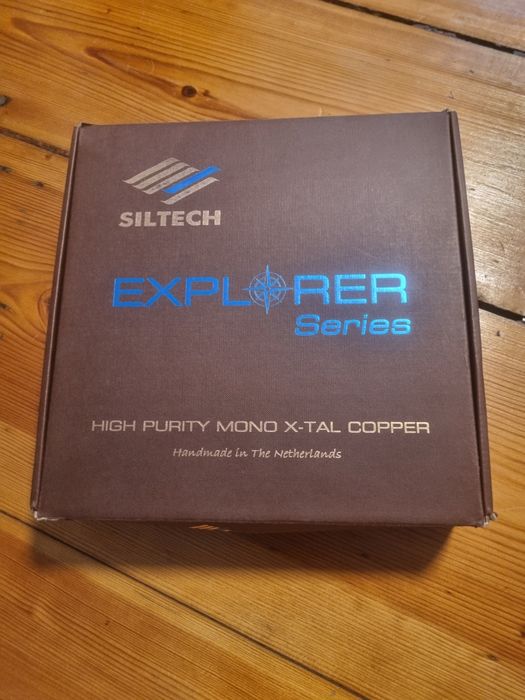 SILTECH
EXPLORER
Series
HIGH PURITY MONO X-TAL COPPER
Handmade in The Netherlands